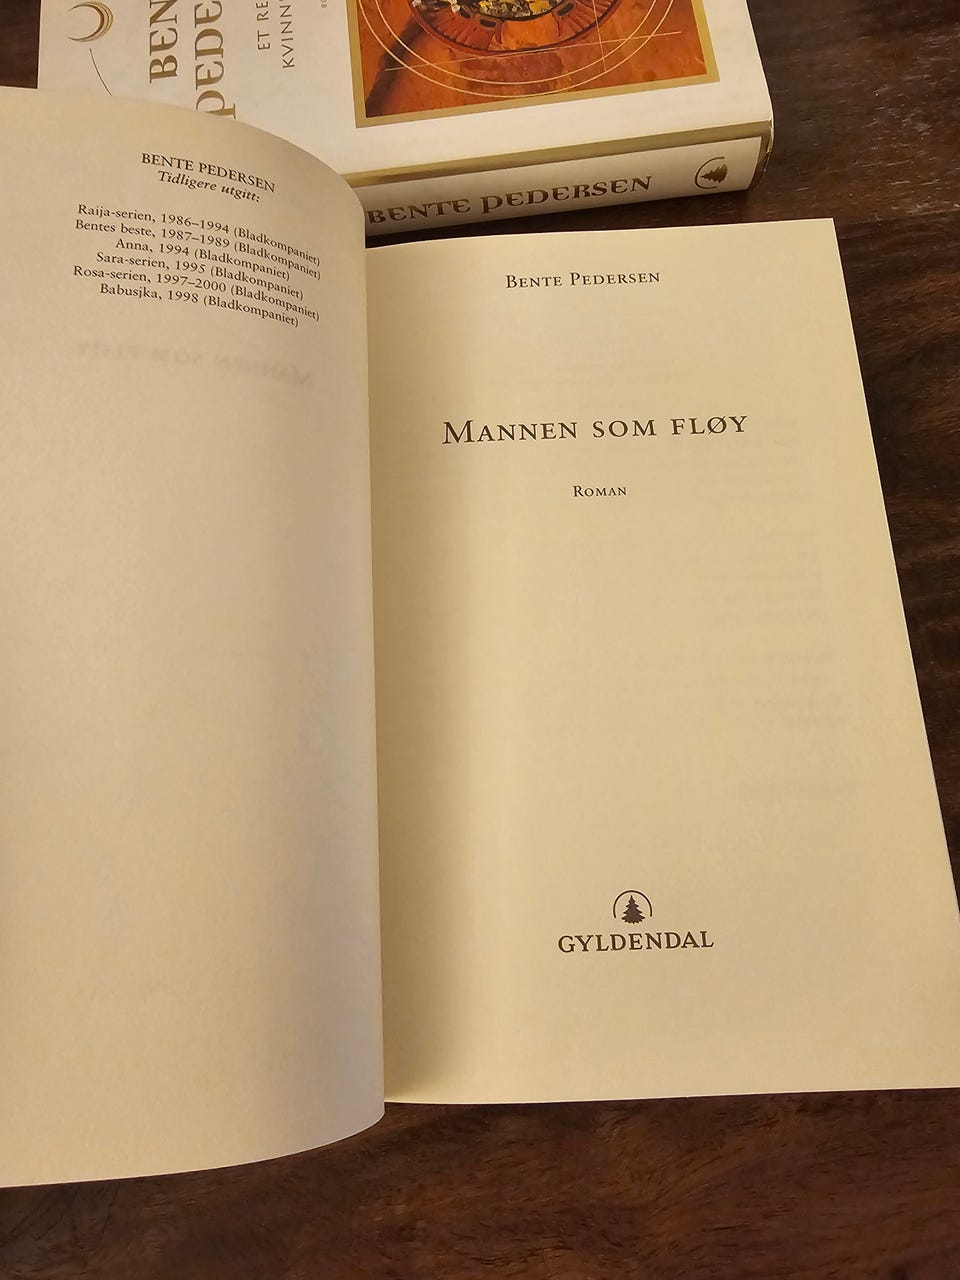 BEN
PEDE
ET RE
KVINN
BENTE PEDERSEN
BENTE PEDERSEN
Tidligere utgitt:
Raija-serien, 1986–1994 (Bladkompaniet)
Bentes beste, 1987–1989 (Bladkompaniet)
Anna, 1994 (Bladkompaniet)
Sara-serien, 1995 (Bladkompaniet)
Rosa-serien, 1997–2000 (Bladkompaniet)
Babusjka, 1998 (Bladkompaniet)
BENTE PEDERSEN
MANNEN SOM FLØY
ROMAN
GYLDENDAL